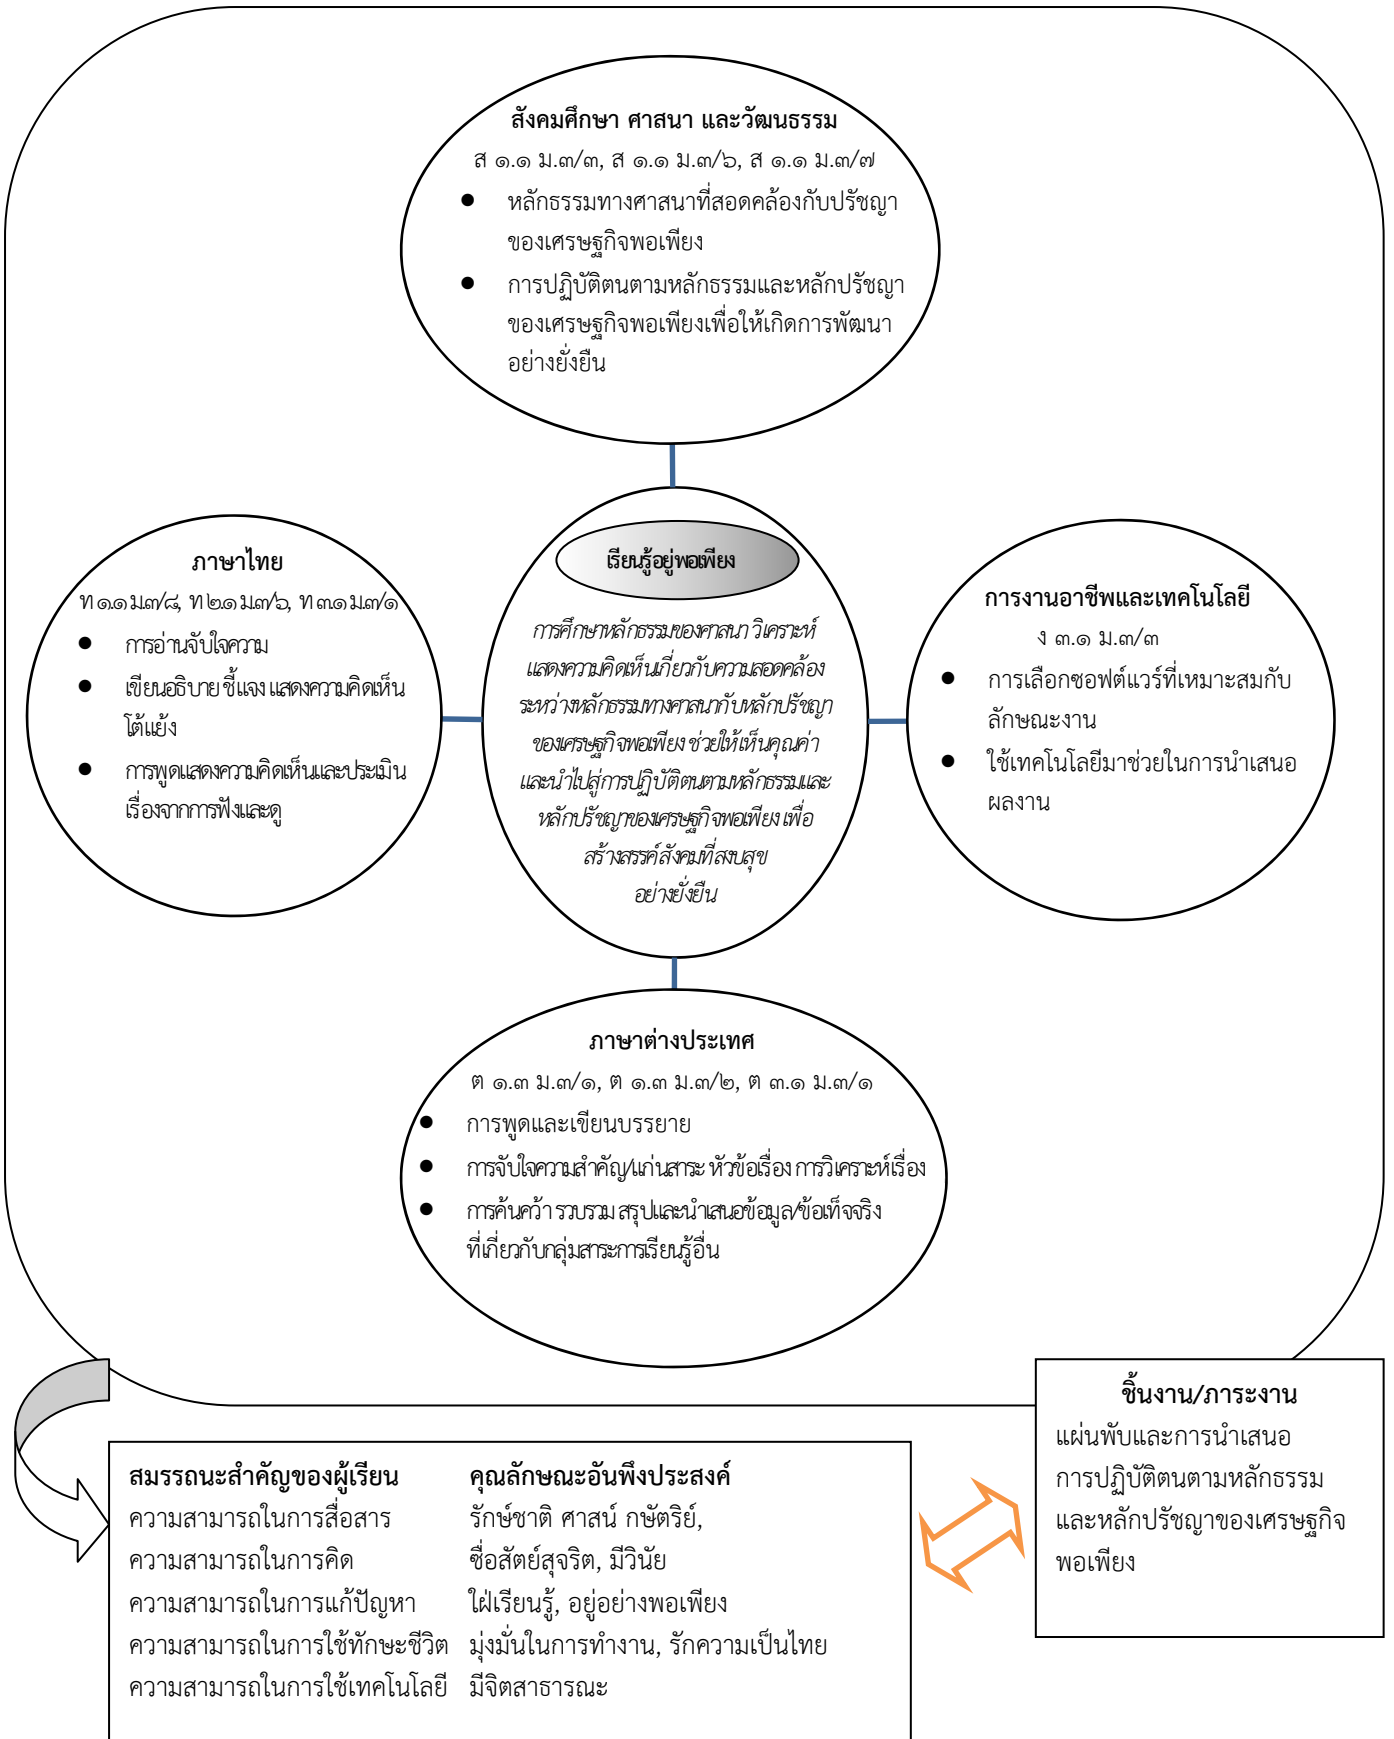 สังคมศึกษา ศาสนา และวัฒนธรรม
ส ๑.๑ ม.๓/๓, ส ๑.๑ ม.๓/๖, ส ๑.๑ ม.๓/๗
● หลักธรรมทางศาสนาที่สอดคล้องกับปรัชญา
ของเศรษฐกิจพอเพียง
● การปฏิบัติตนตามหลักธรรมและหลักปรัชญา
ของเศรษฐกิจพอเพียงเพื่อให้เกิดการพัฒนา
อย่างยั่งยืน
ภาษาไทย
ท ๑.๑ ม.๓/๘, ท ๒.๑ ม.๓/๖, ท ๓.๑ ม.๓/๑
● การอ่านจับใจความ
● เขียนอธิบาย ชี้แจง แสดงความคิดเห็น
โต้แย้ง
● การพูดแสดงความคิดเห็นและประเมิน
เรื่องจากการฟังและดู
เรียนรู้อยู่พอเพียง
การศึกษาหลักธรรมของศาสนา วิเคราะห์
แสดงความคิดเห็นเกี่ยวกับความสอดคล้อง
ระหว่างหลักธรรมทางศาสนากับหลักปรัชญา
ของเศรษฐกิจพอเพียง ช่วยให้เห็นคุณค่า
และนำไปสู่การปฏิบัติตนตามหลักธรรมและ
หลักปรัชญาของเศรษฐกิจพอเพียง เพื่อ
สร้างสรรค์สังคมที่สงบสุข
อย่างยั่งยืน
การงานอาชีพและเทคโนโลยี
ง ๓.๑ ม.๓/๓
● การเลือกซอฟต์แวร์ที่เหมาะสมกับ
ลักษณะงาน
● ใช้เทคโนโลยีมาช่วยในการนำเสนอ
ผลงาน
ภาษาต่างประเทศ
ต ๑.๓ ม.๓/๑, ต ๑.๓ ม.๓/๒, ต ๓.๑ ม.๓/๑
● การพูดและเขียนบรรยาย
● การจับใจความสำคัญ/แก่นสาระ หัวข้อเรื่อง การวิเคราะห์เรื่อง
● การค้นคว้า รวบรวม สรุปและนำเสนอข้อมูล/ข้อเท็จจริง
ที่เกี่ยวกับกลุ่มสาระการเรียนรู้อื่น
ชิ้นงาน/ภาระงาน
แผ่นพับและการนำเสนอ
การปฏิบัติตนตามหลักธรรม
และหลักปรัชญาของเศรษฐกิจ
พอเพียง
สมรรถนะสำคัญของผู้เรียน คุณลักษณะอันพึงประสงค์
ความสามารถในการสื่อสาร รักษ์ชาติ ศาสน์ กษัตริย์,
ความสามารถในการคิด ซื่อสัตย์สุจริต, มีวินัย
ความสามารถในการแก้ปัญหา ใฝ่เรียนรู้, อยู่อย่างพอเพียง
ความสามารถในการใช้ทักษะชีวิต มุ่งมั่นในการทำงาน, รักความเป็นไทย
ความสามารถในการใช้เทคโนโลยี มีจิตสาธารณะ